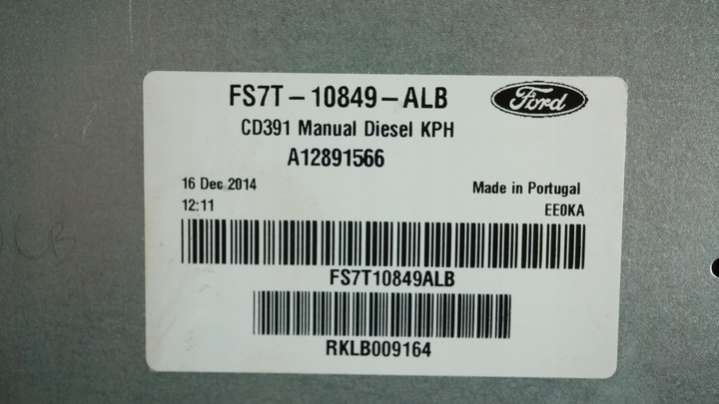 FS7T-10849-ALB
Ford
CD391 Manual Diesel KPH
A12891566
16 Dec 2014
Made in Portugal
12:11
EE0KA
FS7T10849ALB
RKLB009164